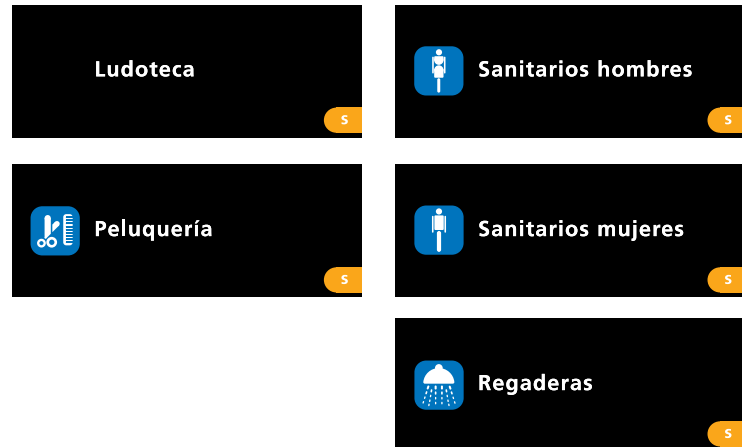 Ludoteca
S
Sanitarios hombres
S
Peluquería
S
Sanitarios mujeres
S
Regaderas
S